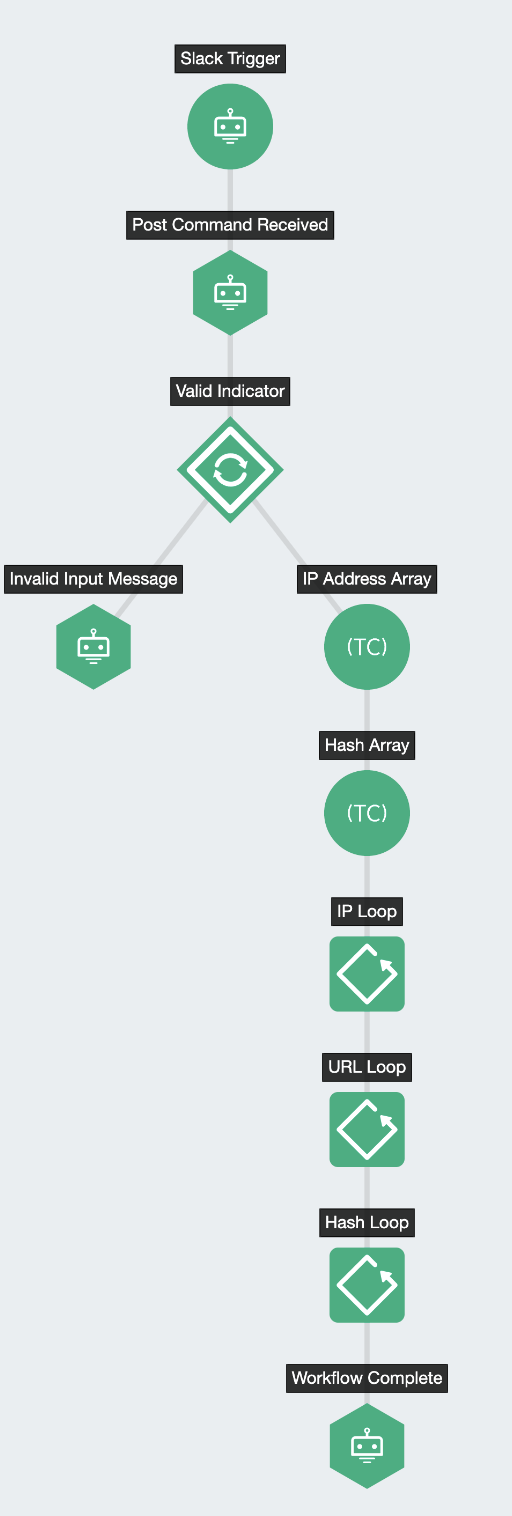 Slack Trigger
Post Command Received
Valid Indicator
Invalid Input Message
IP Address Array
(TC)
Hash Array
(TC)
IP Loop
URL Loop
Hash Loop
Workflow Complete